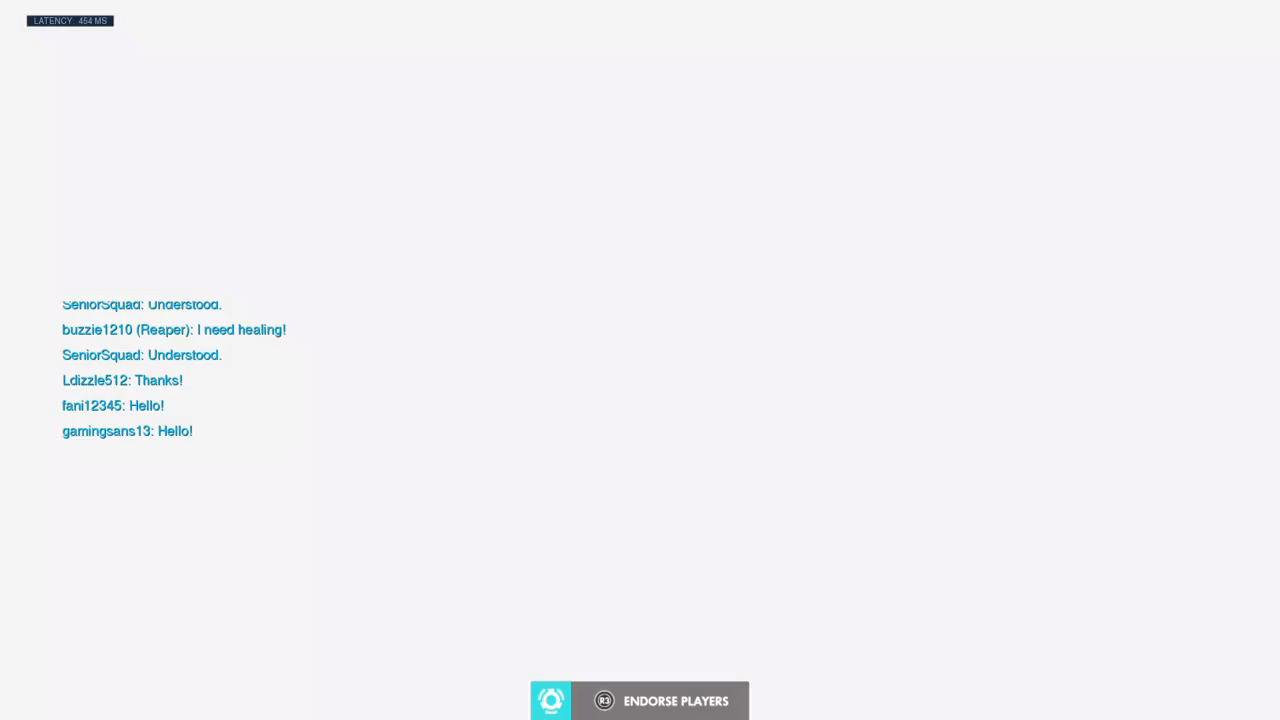 LATENCY: 454 MS
SeniorSquad: Understood.
buzzie1210 (Reaper): I need healing!
SeniorSquad: Understood.
Ldizzle512: Thanks!
fani12345: Hello!
gamingsans13: Hello!
R3 ENDORSE PLAYERS